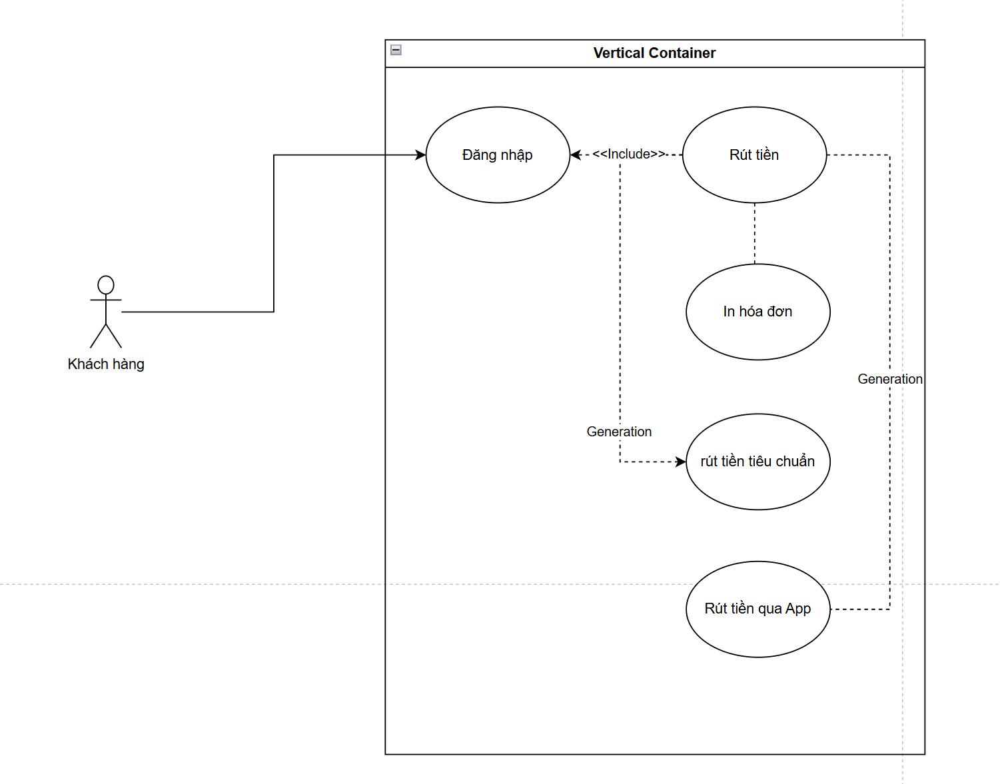 Vertical Container
Đăng nhập
<<Include>>
Rút tiền
In hóa đơn
Khách hàng
Generation
Generation
rút tiền tiêu chuẩn
Rút tiền qua App